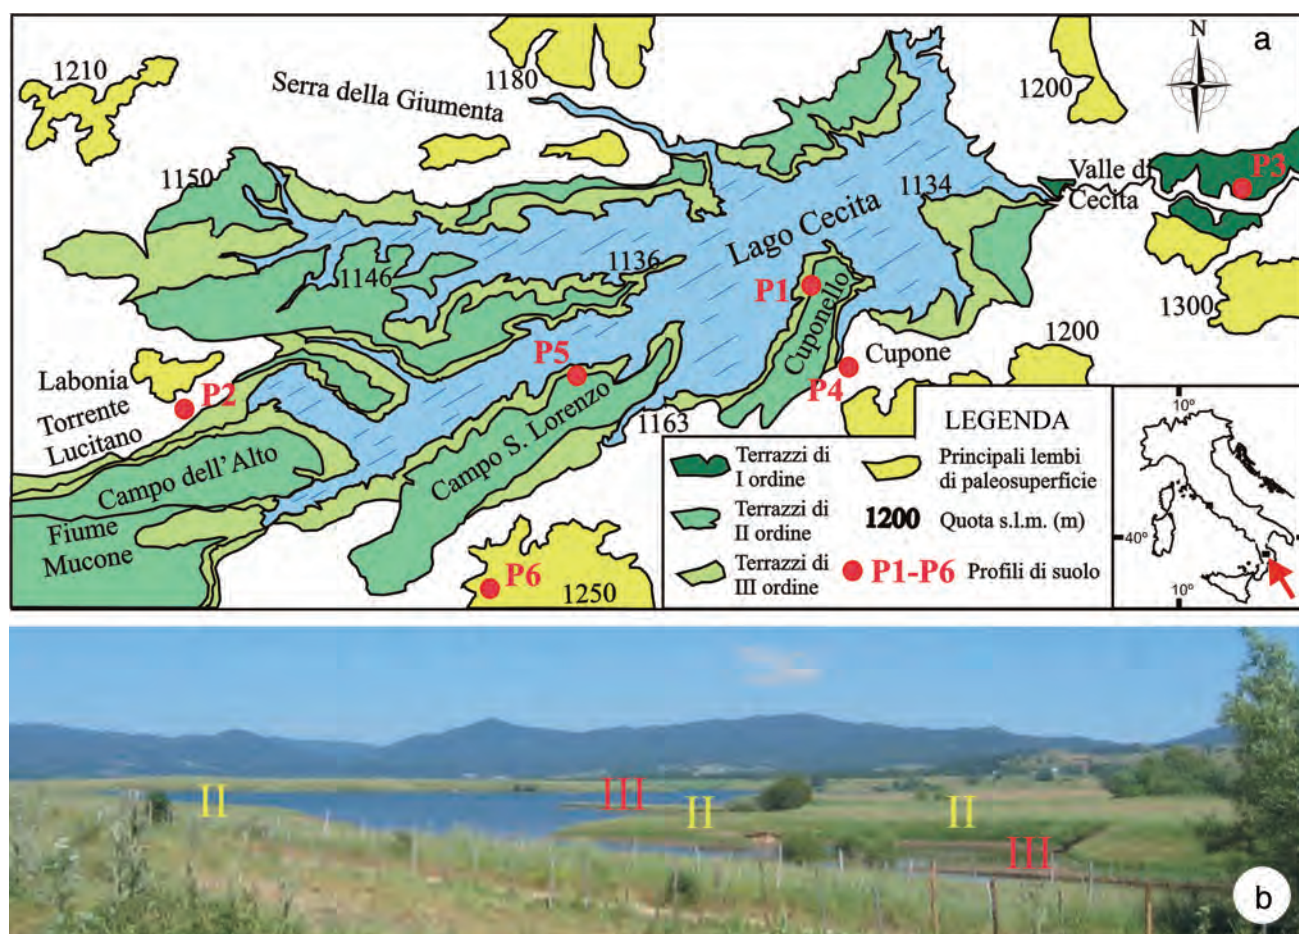 a
N
1210
Serra della Giumenta
1180
1200
1150
Valle di
Cecita
P3
1134
Lago Cecita
1146
1136
P1
Cuponello
1300
1200
Labonia
Torrente
Lucitano
P2
P5
Cupone
P4
Campo S. Lorenzo
1163
Campo dell'Alto
Fiume
Mucone
P6
1250
LEGENDA
Terrazzi di
I ordine
Terrazzi di
II ordine
Terrazzi di
III ordine
Principali lembi
di paleosuperficie
1200 Quota s.l.m. (m)
P1-P6 Profili di suolo
10°
40°
10°
II
III
II
II
III
b